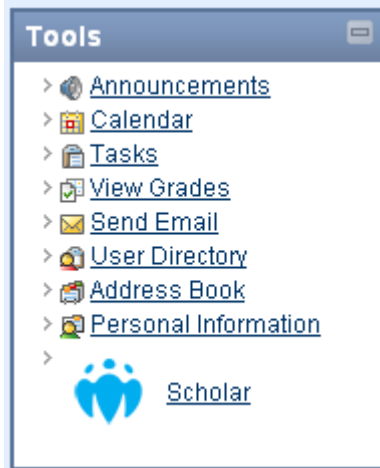 Tools
Announcements
Calendar
Tasks
View Grades
Send Email
User Directory
Address Book
Personal Information
Scholar